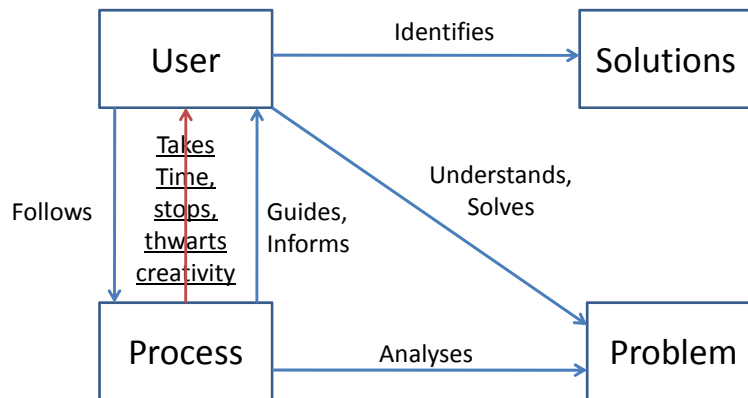 Identifies
User
Solutions
Takes
Time,
stops,
thwarts
creativity
Follows
Guides,
Informs
Understands,
Solves
Process
Analyses
Problem